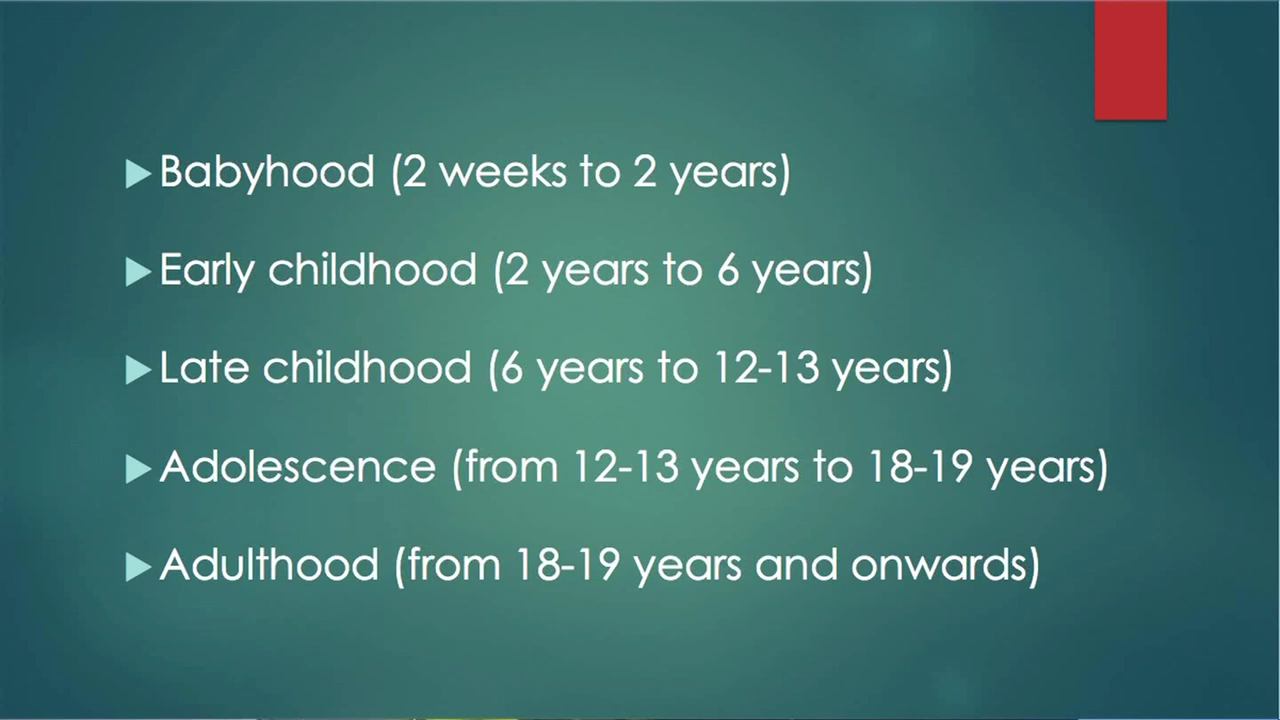 Babyhood (2 weeks to 2 years)
Early childhood (2 years to 6 years)
Late childhood (6 years to 12-13 years)
Adolescence (from 12-13 years to 18-19 years)
Adulthood (from 18-19 years and onwards)